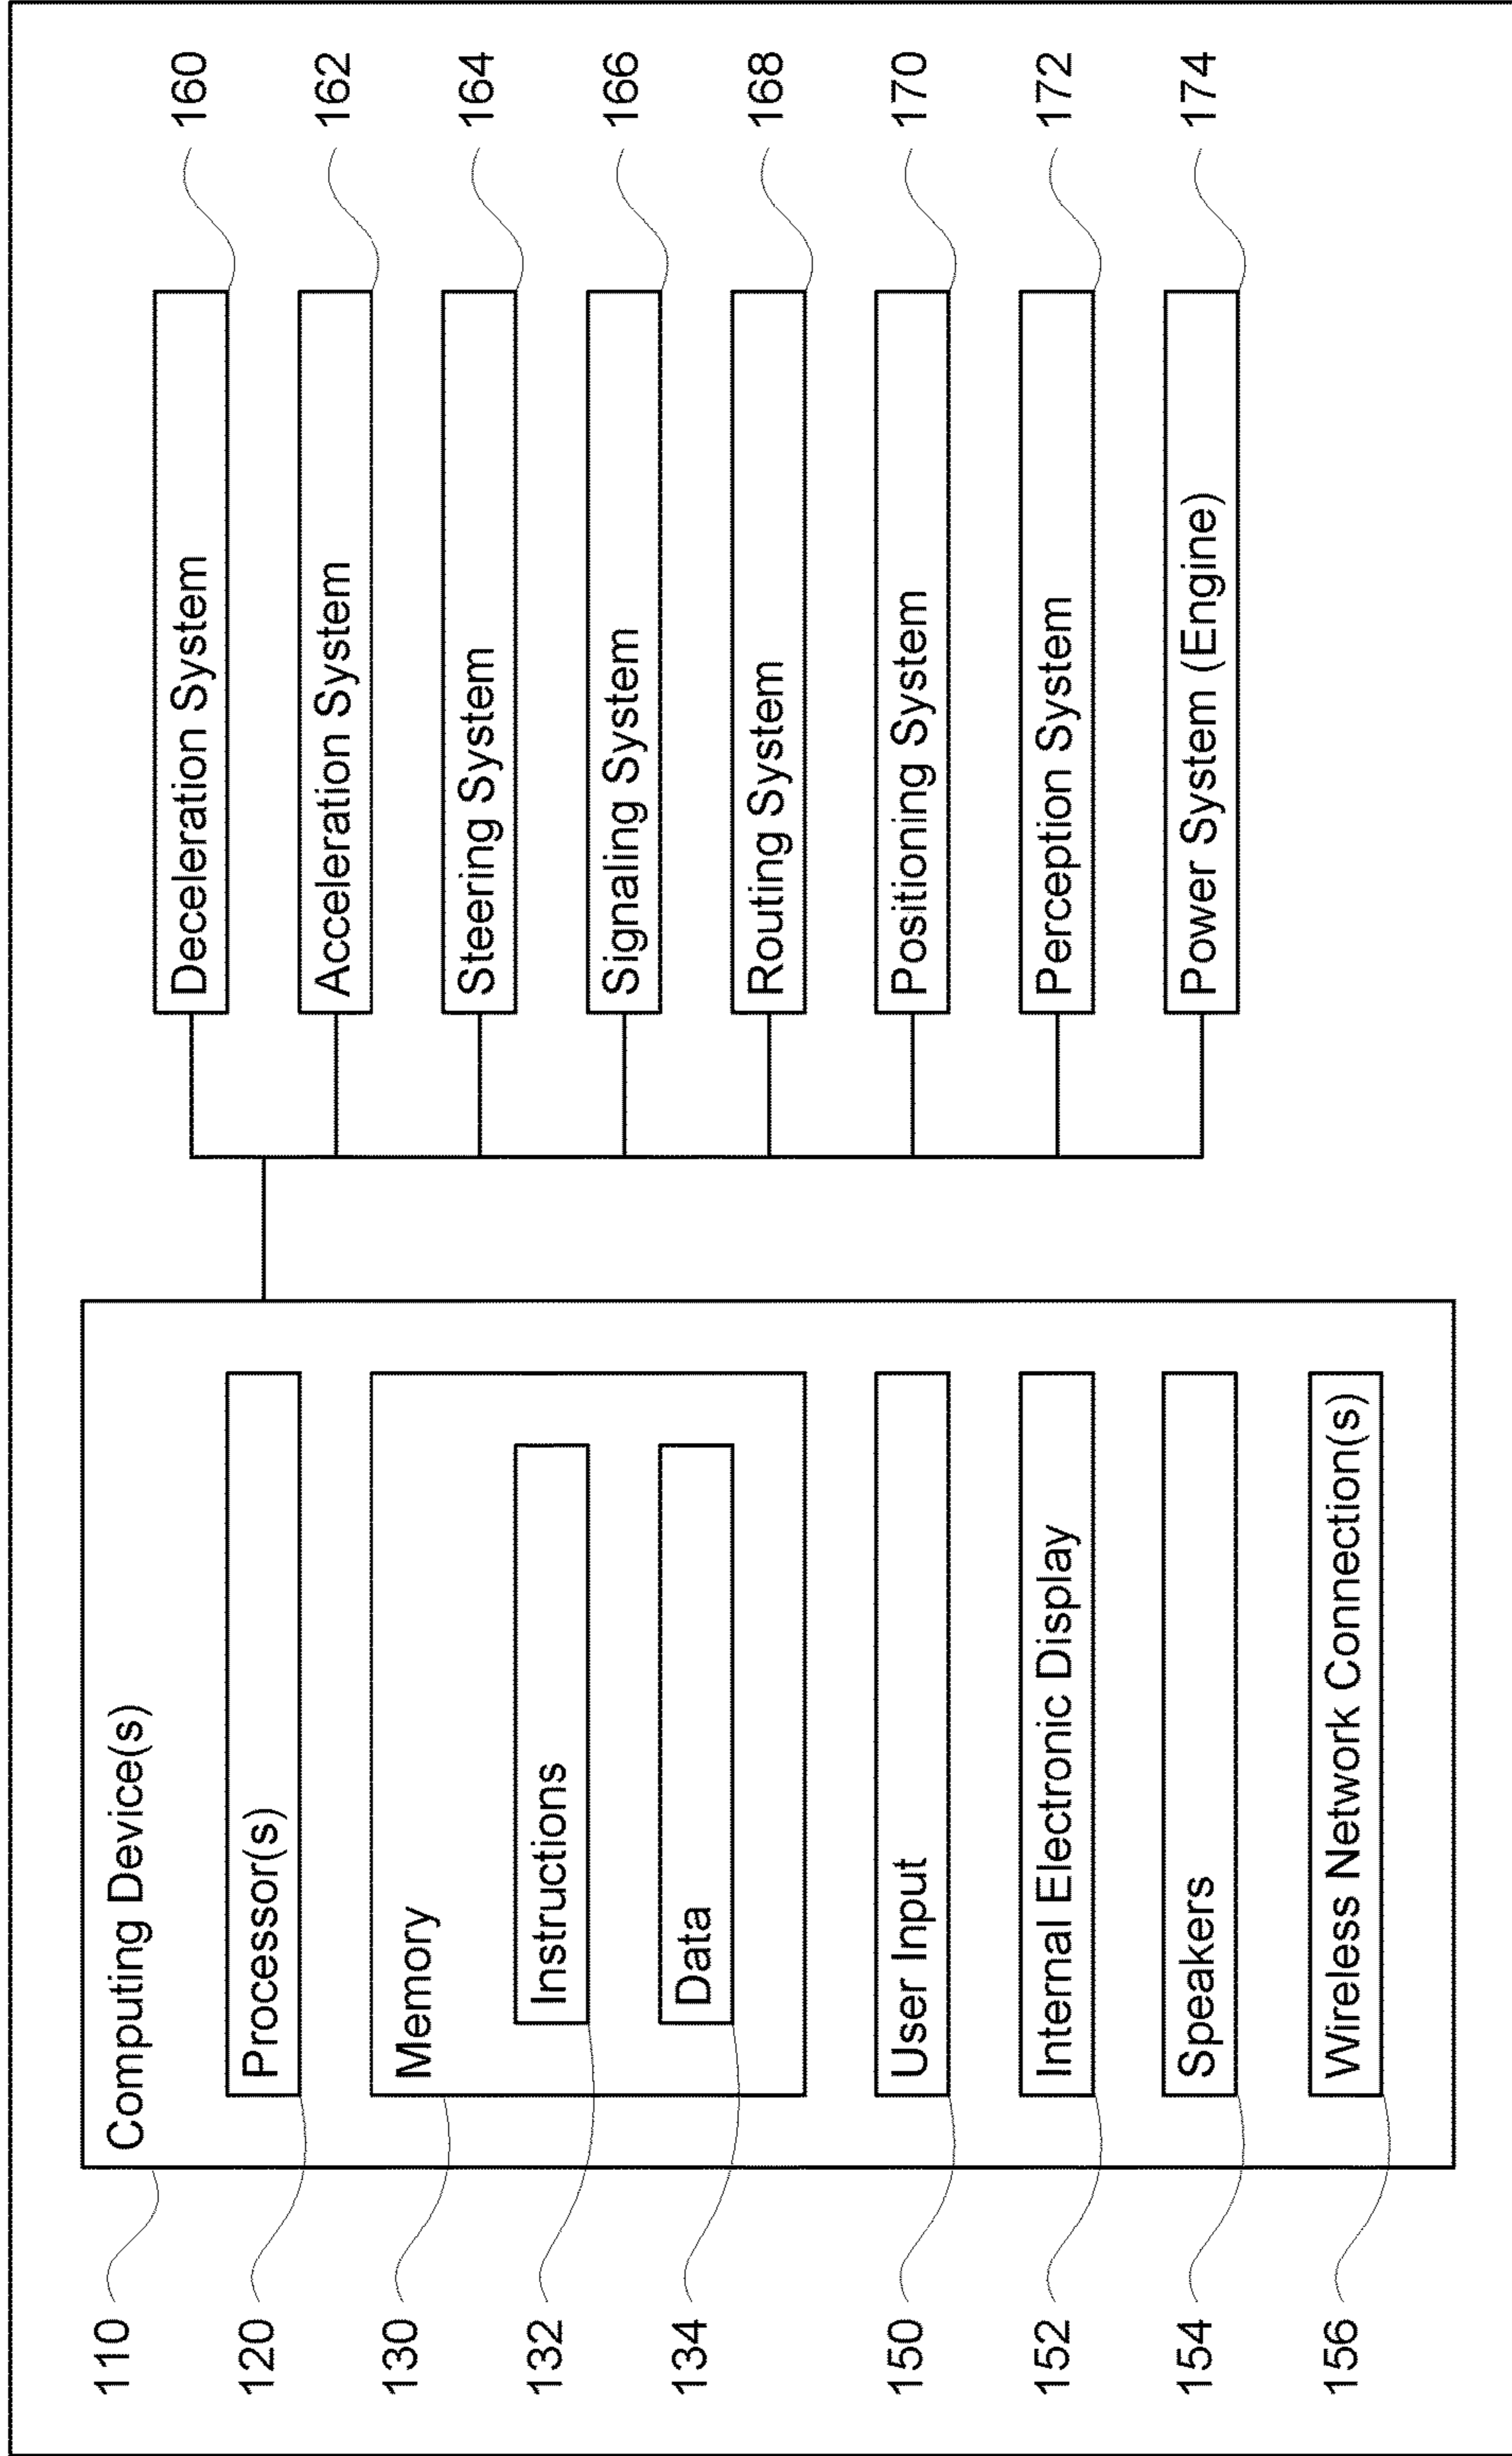 110
Computing Device(s)
120
Processor(s)
130
Memory
132
Instructions
134
Data
150
User Input
152
Internal Electronic Display
154
Speakers
156
Wireless Network Connection(s)
Deceleration System
160
Acceleration System
162
Steering System
164
Signaling System
166
Routing System
168
Positioning System
170
Perception System
172
Power System (Engine)
174